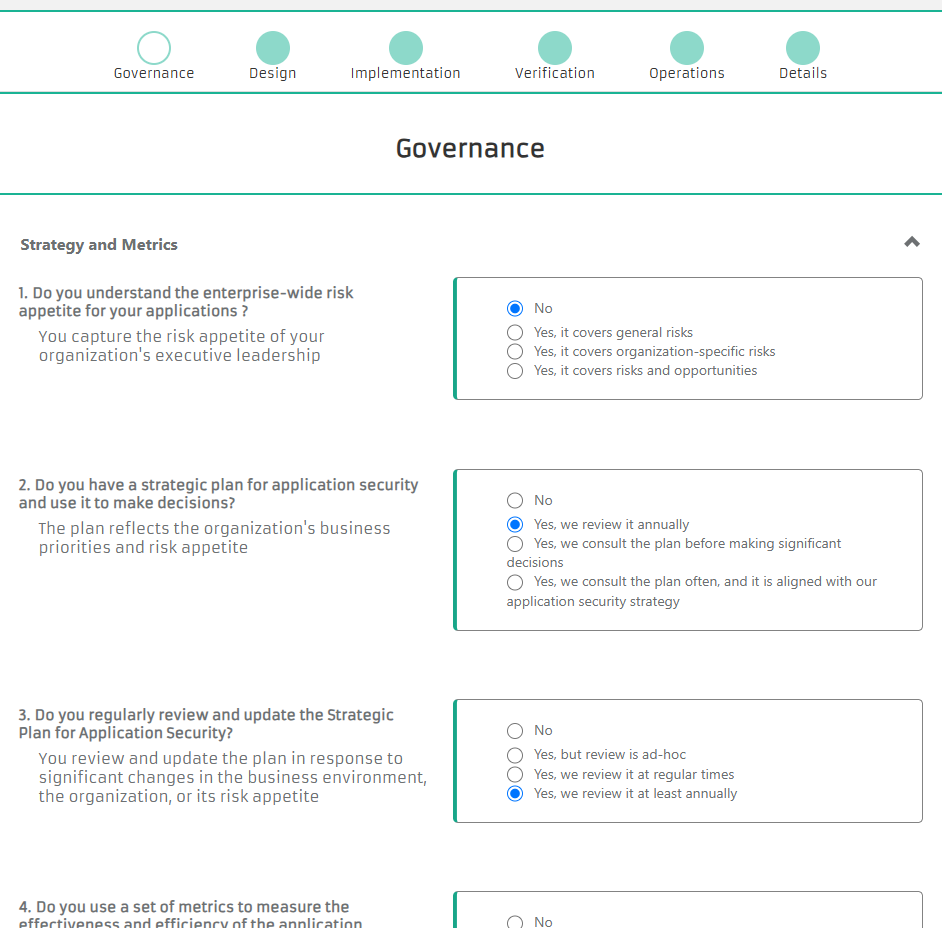 Governance
Design
Implementation
Verification
Operations
Details
Governance
Strategy and Metrics
1. Do you understand the enterprise-wide risk
appetite for your applications ?
You capture the risk appetite of your
organization's executive leadership
No
Yes, it covers general risks
Yes, it covers organization-specific risks
Yes, it covers risks and opportunities
2. Do you have a strategic plan for application security
and use it to make decisions?
The plan reflects the organization's business
priorities and risk appetite
No
Yes, we review it annually
Yes, we consult the plan before making significant
decisions
Yes, we consult the plan often, and it is aligned with our
application security strategy
3. Do you regularly review and update the Strategic
Plan for Application Security?
You review and update the plan in response to
significant changes in the business environment,
the organization, or its risk appetite
No
Yes, but review is ad-hoc
Yes, we review it at regular times
Yes, we review it at least annually
4. Do you use a set of metrics to measure the
effectiveness and efficiency of the application
No